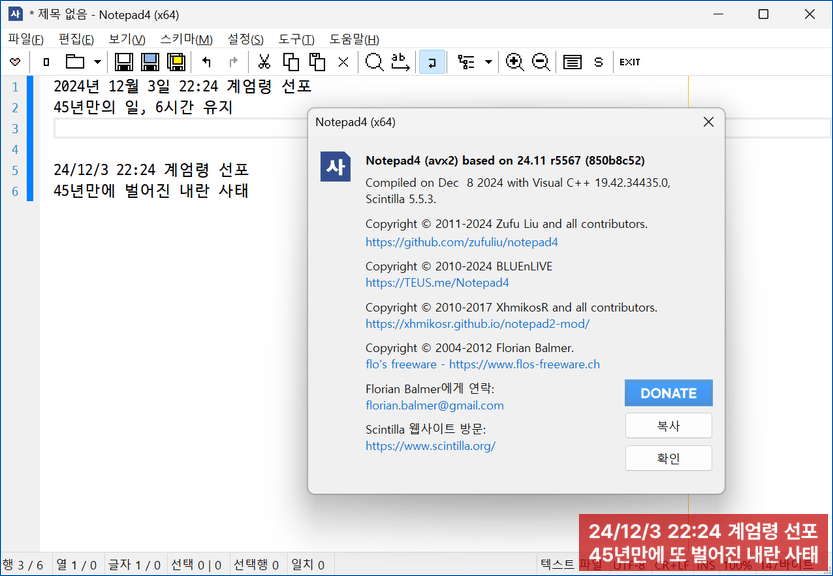 사 * 제목 없음 - Notepad4 (x64)
파일(F) 편집(E) 보기(V) 스키마(M) 설정(S) 도구(T) 도움말(H)
ab S EXIT
1 2024년 12월 3일 22:24 계엄령 선포
2 45년만의 일, 6시간 유지
3
4
5 24/12/3 22:24 계엄령 선포
6 45년만에 벌어진 내란 사태
Notepad4 (x64)
사
Notepad4 (avx2) based on 24.11 r5567 (850b8c52)
Compiled on Dec  8 2024 with Visual C++ 19.42.34435.0,
Scintilla 5.5.3.
Copyright © 2011-2024 Zufu Liu and all contributors.
https://github.com/zufuliu/notepad4
Copyright © 2010-2024 BLUEnLIVE
https://TEUS.me/Notepad4
Copyright © 2010-2017 XhmikosR and all contributors.
https://xhmikosr.github.io/notepad2-mod/
Copyright © 2004-2012 Florian Balmer.
flo's freeware - https://www.flos-freeware.ch
Florian Balmer에게 연락:
florian.balmer@gmail.com
Scintilla 웹사이트 방문:
https://www.scintilla.org/
DONATE
복사
확인
24/12/3 22:24 계엄령 선포
45년만에 또 벌어진 내란 사태
행 3 / 6 열 1 / 0 글자 1 / 0 선택 0 | 0 선택행 0 일치 0 텍스트 파일 UTF-8 CR+LF INS 100% 147바이트